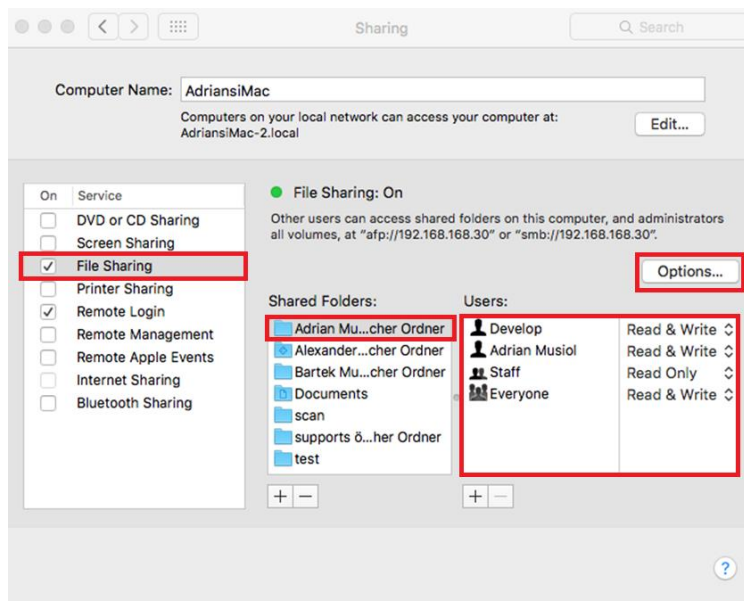 Sharing
Search
Computer Name: AdriansiMac
Computers on your local network can access your computer at:
AdriansiMac-2.local
Edit...
On Service
DVD or CD Sharing
Screen Sharing
File Sharing
Printer Sharing
Remote Login
Remote Management
Remote Apple Events
Internet Sharing
Bluetooth Sharing
File Sharing: On
Other users can access shared folders on this computer, and administrators
all volumes, at “afp://192.168.168.30” or “smb://192.168.168.30”.
Options...
Shared Folders:
Adrian Mu...cher Ordner
Alexander...cher Ordner
Bartek Mu...cher Ordner
Documents
scan
supports ö...her Ordner
test
Users:
Develop Read & Write
Adrian Musiol Read & Write
Staff Read Only
Everyone Read & Write
+ −
+ −
?